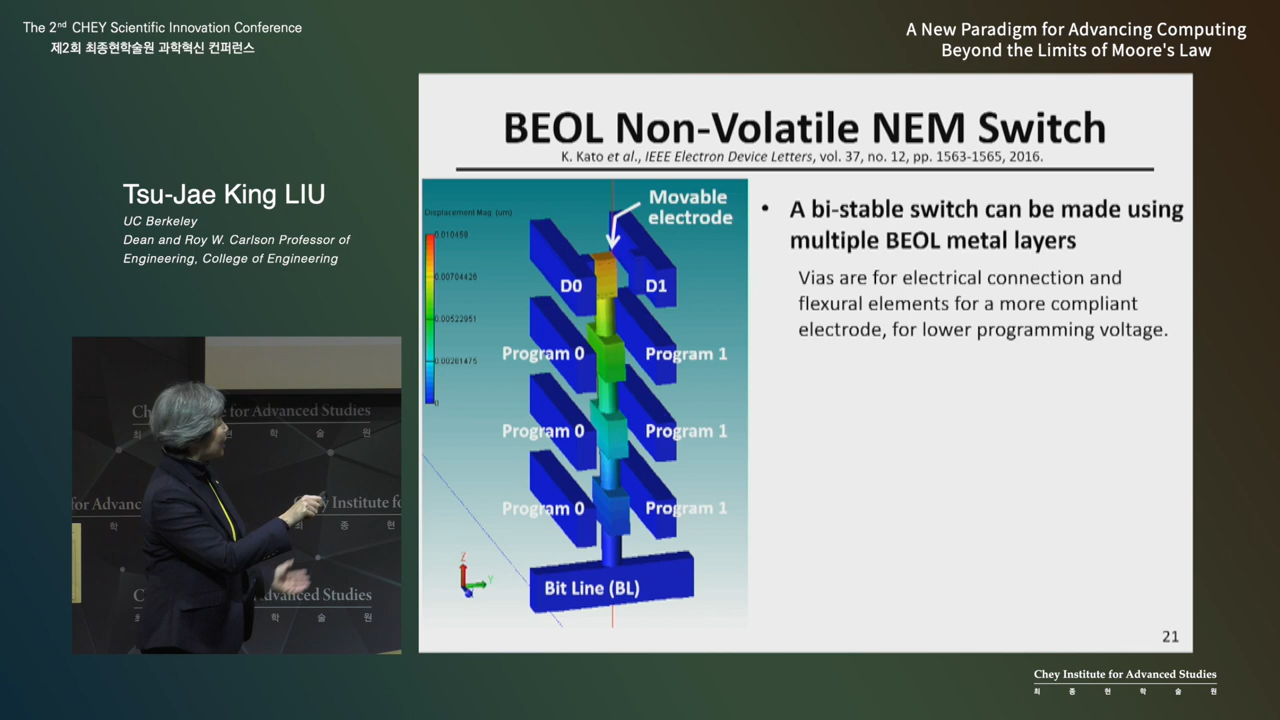 The 2nd CHEY Scientific Innovation Conference
제2회 최종현학술원 과학혁신 컨퍼런스
A New Paradigm for Advancing Computing
Beyond the Limits of Moore's Law
Tsu-Jae King LIU
UC Berkeley
Dean and Roy W. Carlson Professor of
Engineering, College of Engineering
BEOL Non-Volatile NEM Switch
K. Kato et al., IEEE Electron Device Letters, vol. 37, no. 12, pp. 1563-1565, 2016.
Displacement Mag. (um)
0.010458
0.00704426
0.00522951
0.00261475
0
Movable
electrode
D0 D1
Program 0 Program 1
Program 0 Program 1
Program 0 Program 1
Bit Line (BL)
Z
Y
• A bi-stable switch can be made using
multiple BEOL metal layers
Vias are for electrical connection and
flexural elements for a more compliant
electrode, for lower programming voltage.
21
Ch e for Advanced Studies
최 현 학 술 원
for Advanc y Institute fo
학 최 종 현
C dvanced Studies
학 술 원
Chey Institute for Advanced Studies
최 종 현 학 술 원